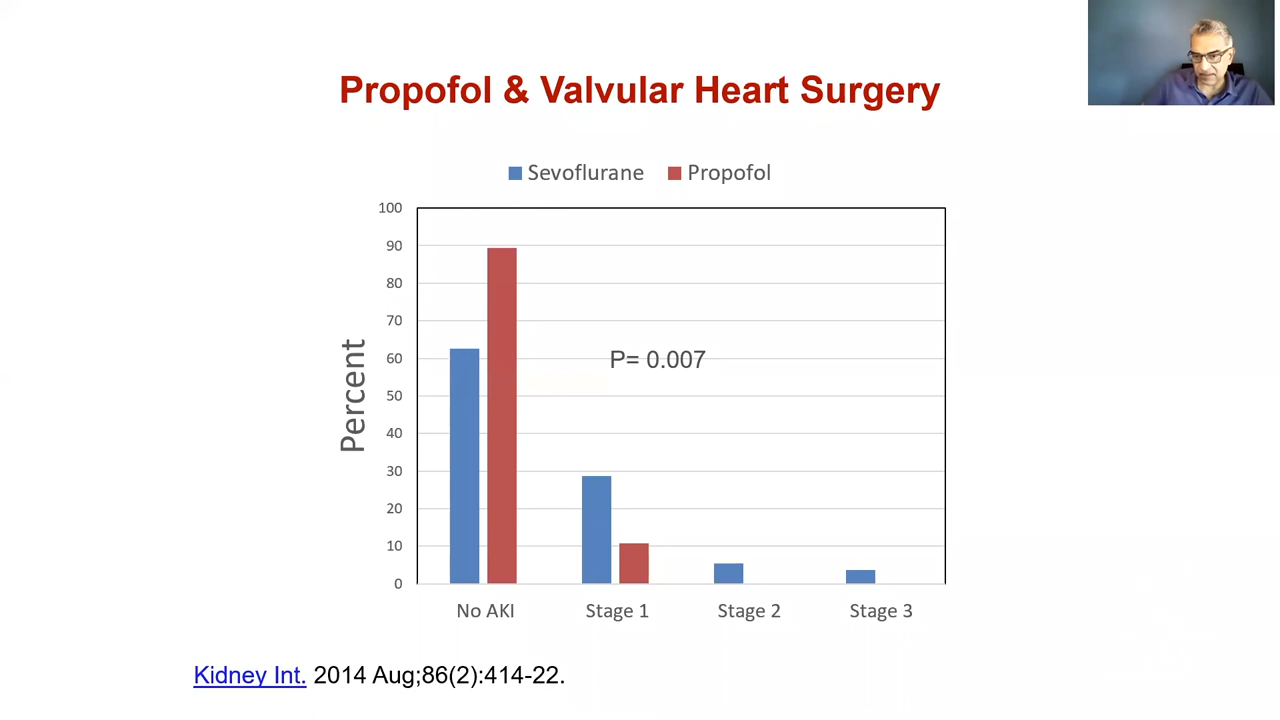 Propofol & Valvular Heart Surgery
Sevoflurane Propofol
100
90
80
70
60
50
40
30
20
10
0
Percent
P= 0.007
No AKI Stage 1 Stage 2 Stage 3
Kidney Int. 2014 Aug;86(2):414-22.